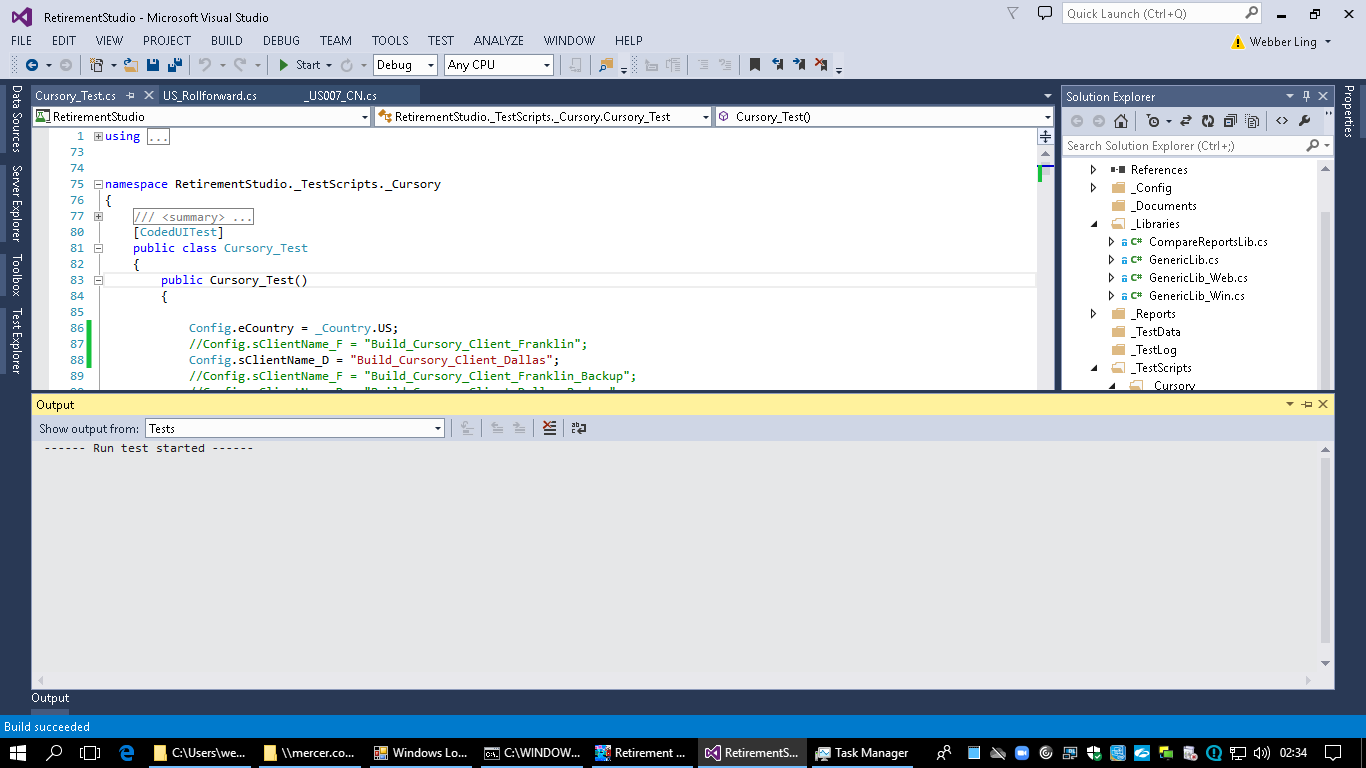 RetirementStudio - Microsoft Visual Studio
Quick Launch (Ctrl+Q)
FILE EDIT VIEW PROJECT BUILD DEBUG TEAM TOOLS TEST ANALYZE WINDOW HELP
Webber Ling
Start Debug Any CPU
Data Sources
Server Explorer
Toolbox
Test Explorer
Cursory_Test.cs US_Rollforward.cs _US007_CN.cs
RetirementStudio RetirementStudio._TestScripts._Cursory.Cursory_Test Cursory_Test()
1 using ...
73
74
75 namespace RetirementStudio._TestScripts._Cursory
76 {
77 /// <summary> ...
80 [CodedUITest]
81 public class Cursory_Test
82 {
83 public Cursory_Test()
84 {
85
86 Config.eCountry = _Country.US;
87 //Config.sClientName_F = "Build_Cursory_Client_Franklin";
88 Config.sClientName_D = "Build_Cursory_Client_Dallas";
89 //Config.sClientName_F = "Build_Cursory_Client_Franklin_Backup";
Solution Explorer
Search Solution Explorer (Ctrl+;)
References
_Config
_Documents
_Libraries
C# CompareReportsLib.cs
C# GenericLib.cs
C# GenericLib_Web.cs
C# GenericLib_Win.cs
_Reports
_TestData
_TestLog
_TestScripts
_Cursory
Properties
Output
Show output from: Tests
------ Run test started ------
Output
Build succeeded
C:\Users\we... \\mercer.co... Windows Lo... C:\WINDOW... Retirement ... RetirementS... Task Manager 02:34